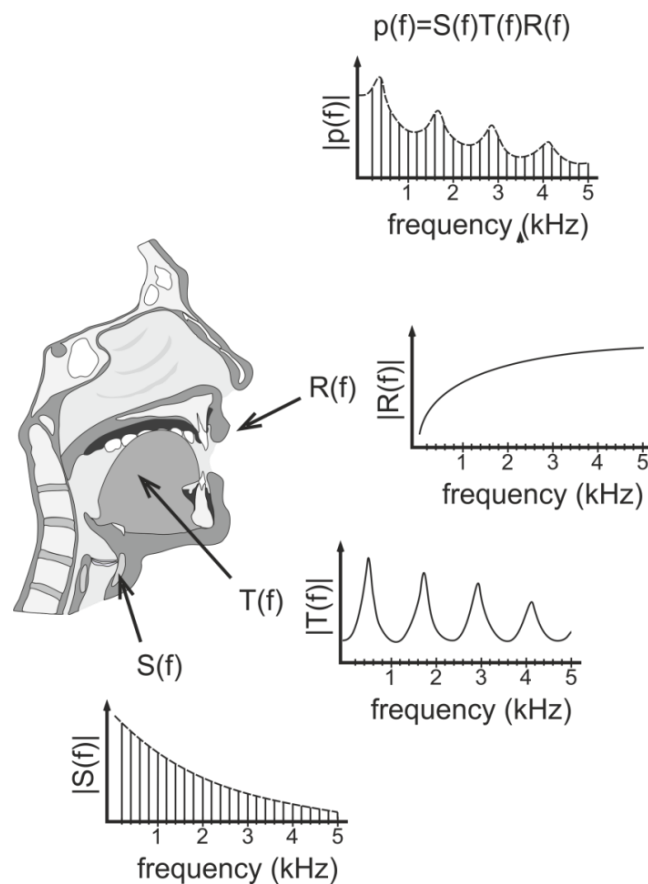 p(f)=S(f)T(f)R(f)
|p(f)|
1 2 3 4 5
frequency (kHz)
R(f)
|R(f)|
1 2 3 4 5
frequency (kHz)
T(f)
|T(f)|
1 2 3 4 5
frequency (kHz)
S(f)
|S(f)|
1 2 3 4 5
frequency (kHz)